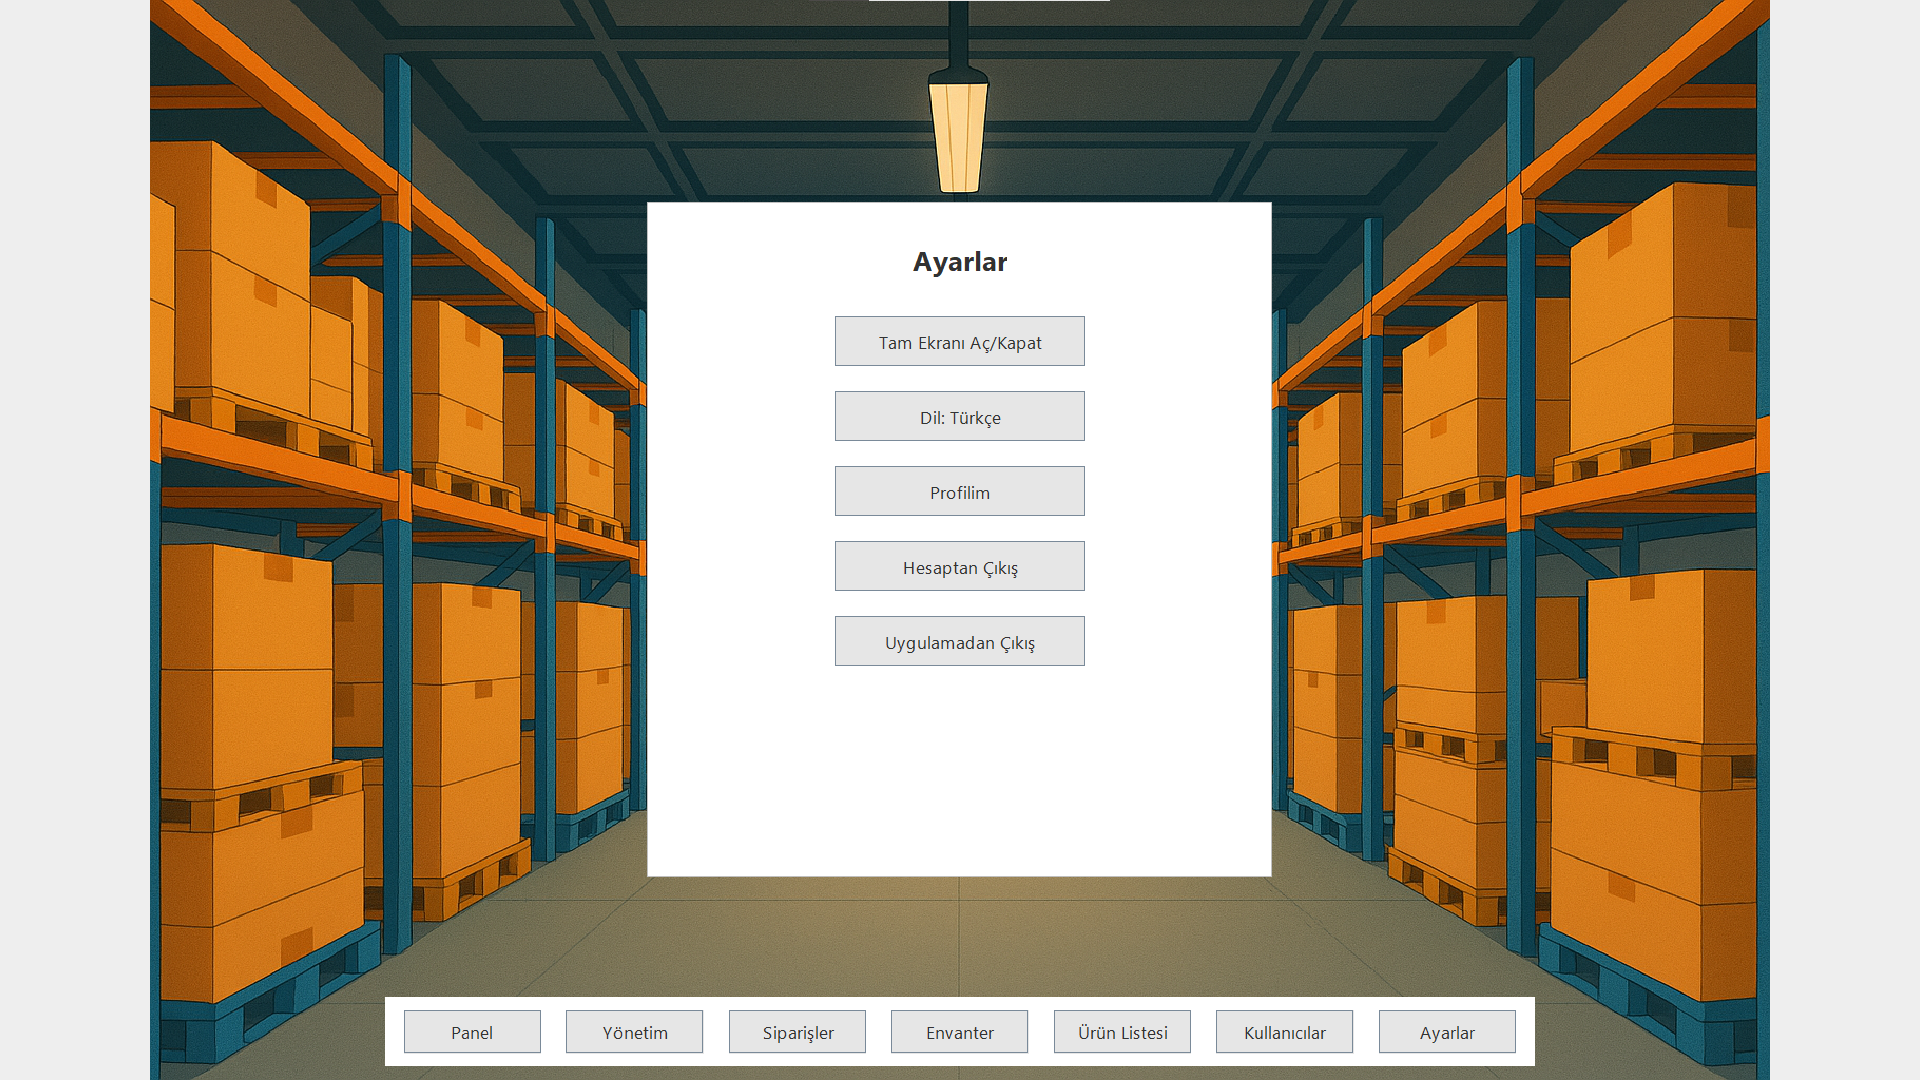 Ayarlar
Tam Ekranı Aç/Kapat
Dil: Türkçe
Profilim
Hesaptan Çıkış
Uygulamadan Çıkış
Panel
Yönetim
Siparişler
Envanter
Ürün Listesi
Kullanıcılar
Ayarlar